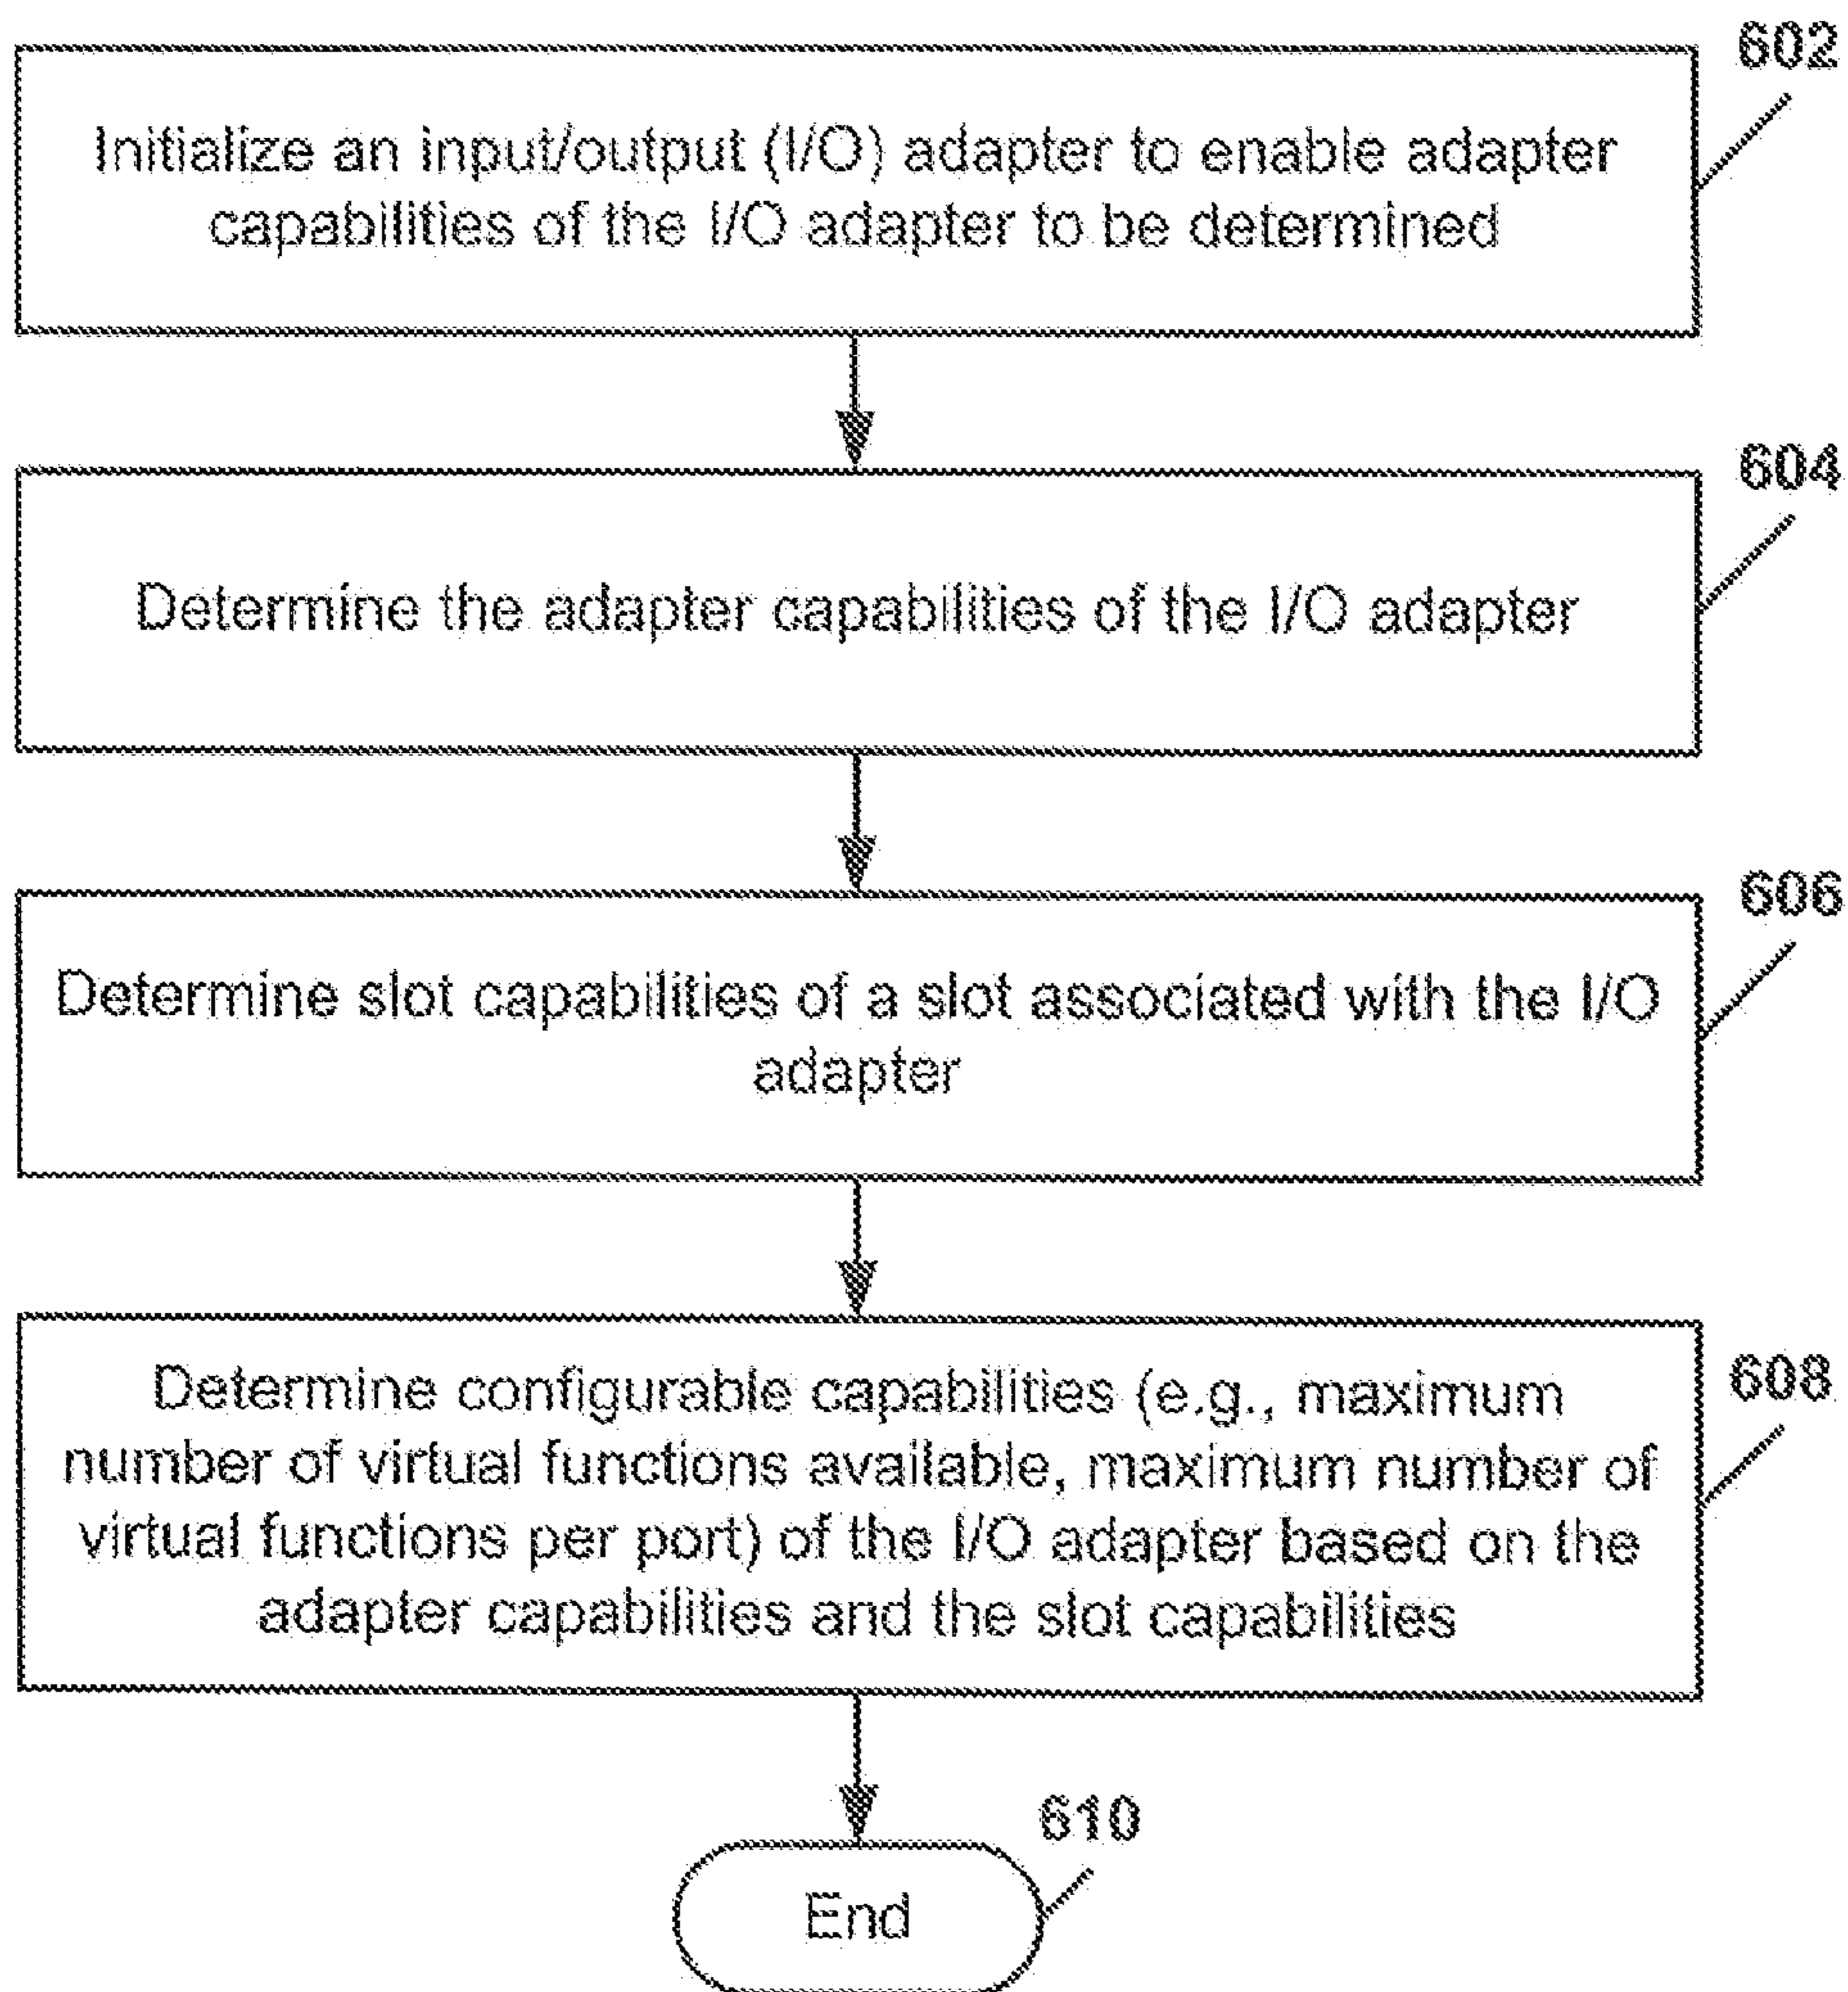 602
Initialize an input/output (I/O) adapter to enable adapter
capabilities of the I/O adapter to be determined
604
Determine the adapter capabilities of the I/O adapter
606
Determine slot capabilities of a slot associated with the I/O
adapter
608
Determine configurable capabilities (e.g., maximum
number of virtual functions available, maximum number of
virtual functions per port) of the I/O adapter based on the
adapter capabilities and the slot capabilities
610
End